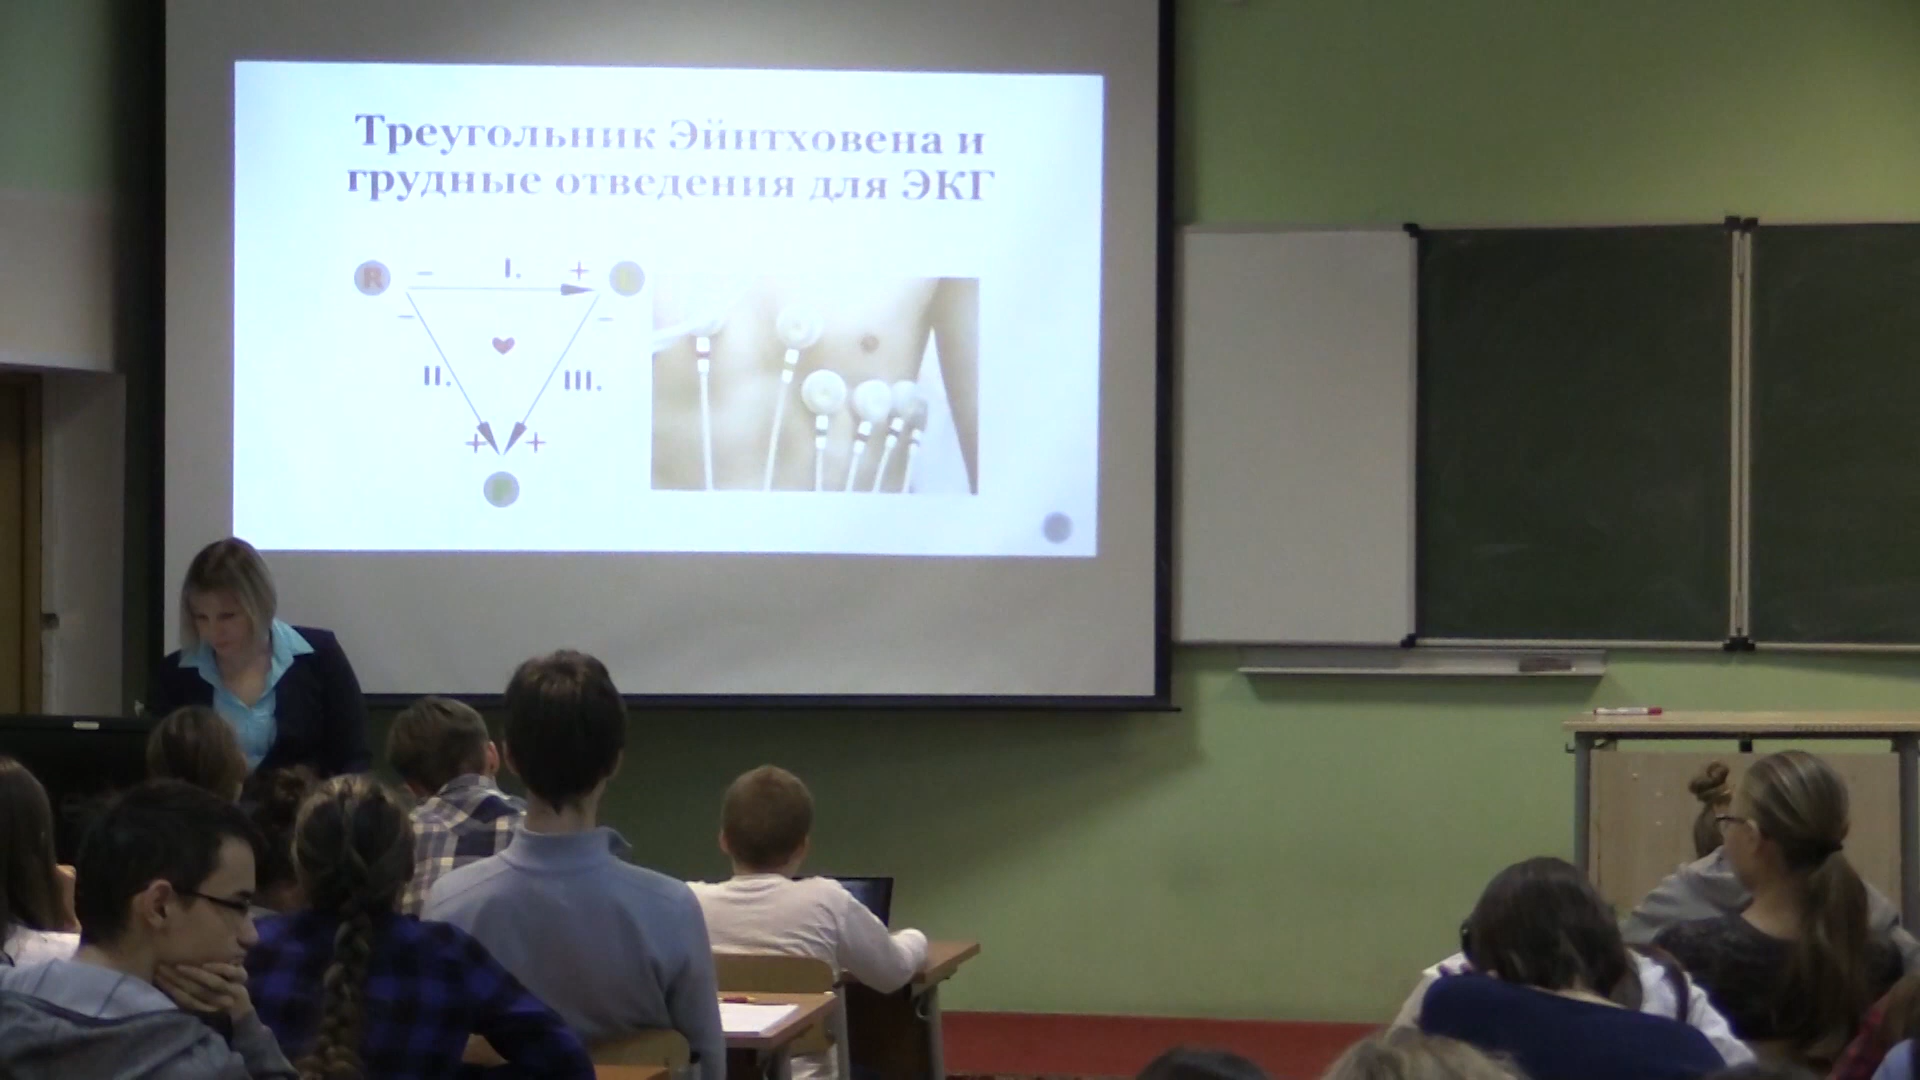 Треугольник Эйнтховена и
грудные отведения для ЭКГ
R – I. + L
– –
II. III.
+ +
F